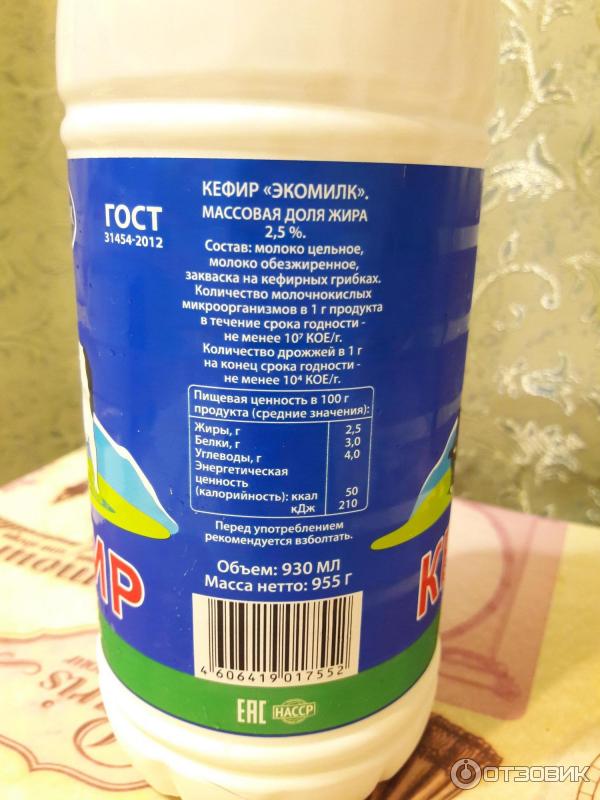 ГОСТ
31454-2012
КЕФИР «ЭКОМИЛК».
МАССОВАЯ ДОЛЯ ЖИРА
2,5 %.
Состав: молоко цельное,
молоко обезжиренное,
закваска на кефирных грибках.
Количество молочнокислых
микроорганизмов в 1 г продукта
в течение срока годности -
не менее 10⁷ КОЕ/г.
Количество дрожжей в 1 г
на конец срока годности -
не менее 10⁴ КОЕ/г.
Пищевая ценность в 100 г
продукта (средние значения):
Жиры, г 2,5
Белки, г 3,0
Углеводы, г 4,0
Энергетическая
ценность
(калорийность): ккал 50
кДж 210
Перед употреблением
рекомендуется взболтать.
Объем: 930 МЛ
Масса нетто: 955 Г
ИР
К
4 606419 017552
EAC
HACCP
ОТЗОВИК